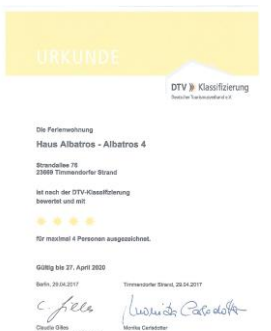 URKUNDE
DTV Klassifizierung
Deutscher Tourismusverband e.V.
Die Ferienwohnung
Haus Albatros - Albatros 4
Strandallee 76
23669 Timmendorfer Strand
ist nach der DTV-Klassifizierung
bewertet und mit
für maximal 4 Personen ausgezeichnet.
Gültig bis 27. April 2020
Berlin, 28.04.2017
Timmendorfer Strand, 28.04.2017
Claudia Gilles
Monika Carlsdotter